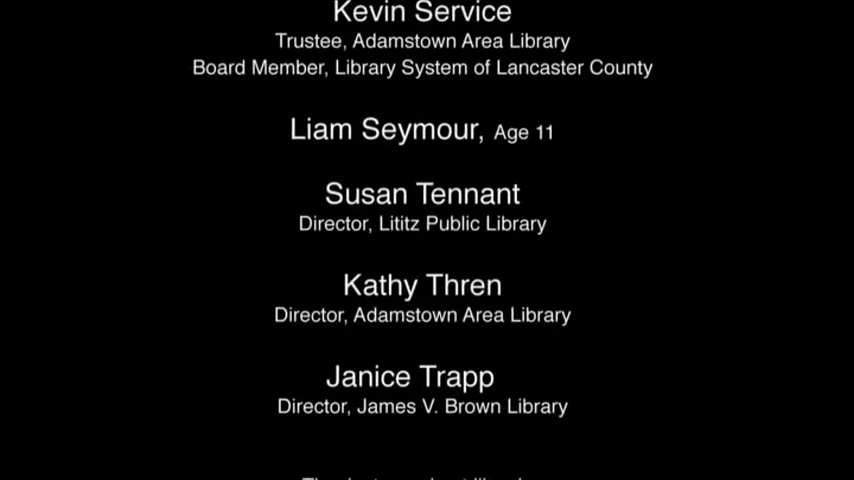 Kevin Service
Trustee, Adamstown Area Library
Board Member, Library System of Lancaster County
Liam Seymour, Age 11
Susan Tennant
Director, Lititz Public Library
Kathy Thren
Director, Adamstown Area Library
Janice Trapp
Director, James V. Brown Library